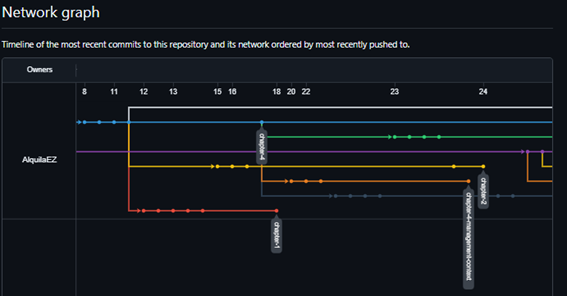 Network graph
Timeline of the most recent commits to this repository and its network ordered by most recently pushed to.
Owners
8 11 12 13 15 16 18 20 22 23 24
AlquilaEZ
chapter-4
chapter-2
chapter-1
chapter-4-management-context